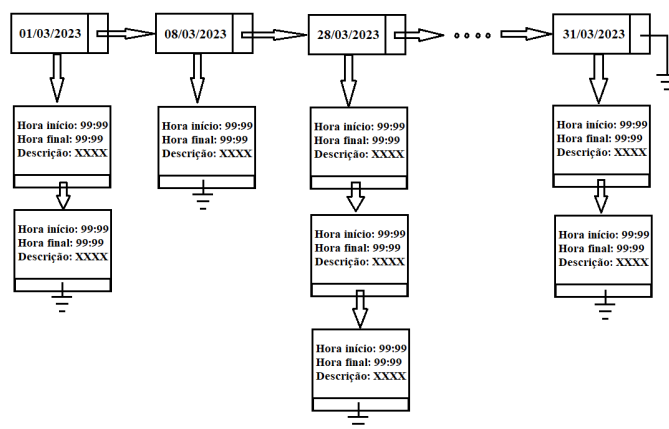 01/03/2023
08/03/2023
28/03/2023
31/03/2023
Hora início: 99:99
Hora final: 99:99
Descrição: XXXX
Hora início: 99:99
Hora final: 99:99
Descrição: XXXX
Hora início: 99:99
Hora final: 99:99
Descrição: XXXX
Hora início: 99:99
Hora final: 99:99
Descrição: XXXX
Hora início: 99:99
Hora final: 99:99
Descrição: XXXX
Hora início: 99:99
Hora final: 99:99
Descrição: XXXX
Hora início: 99:99
Hora final: 99:99
Descrição: XXXX
Hora início: 99:99
Hora final: 99:99
Descrição: XXXX